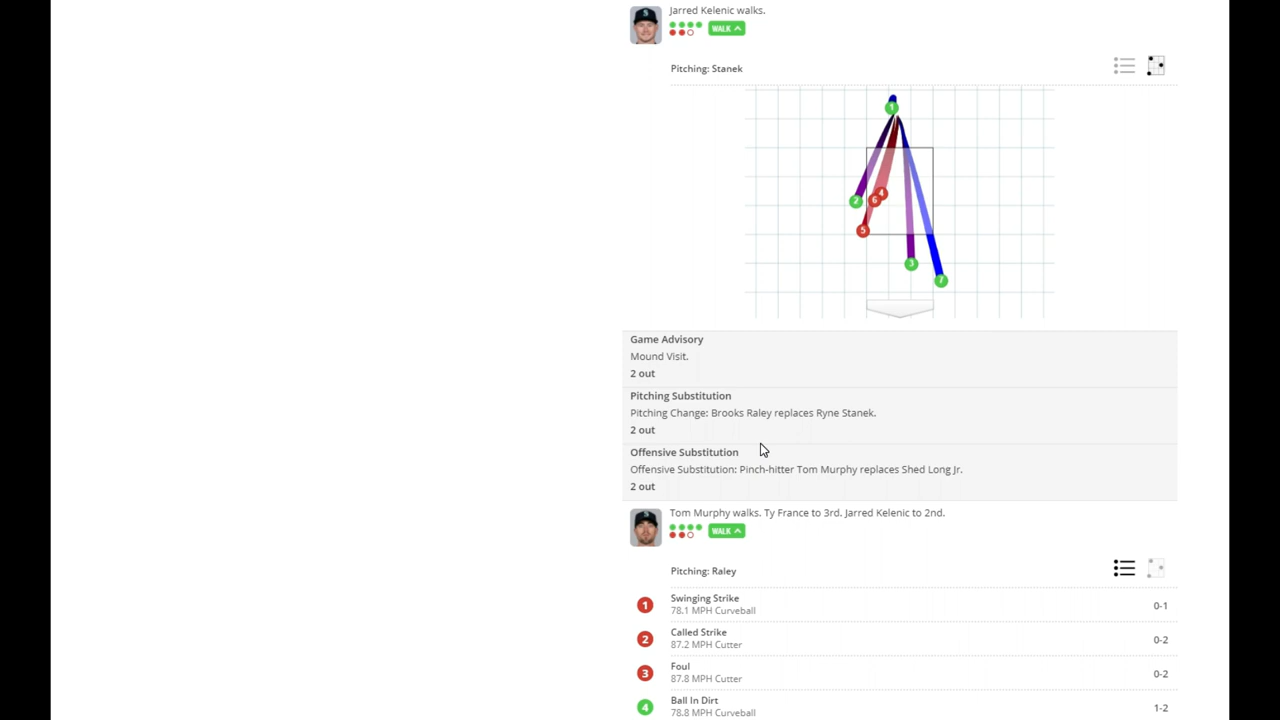 Jarred Kelenic walks.
WALK
Pitching: Stanek
1
2
4
6
5
3
7
Game Advisory
Mound Visit.
2 out
Pitching Substitution
Pitching Change: Brooks Raley replaces Ryne Stanek.
2 out
Offensive Substitution
Offensive Substitution: Pinch-hitter Tom Murphy replaces Shed Long Jr.
2 out
Tom Murphy walks. Ty France to 3rd. Jarred Kelenic to 2nd.
WALK
Pitching: Raley
1 Swinging Strike 0-1
78.1 MPH Curveball
2 Called Strike 0-2
87.2 MPH Cutter
3 Foul 0-2
87.8 MPH Cutter
4 Ball In Dirt 1-2
78.8 MPH Curveball